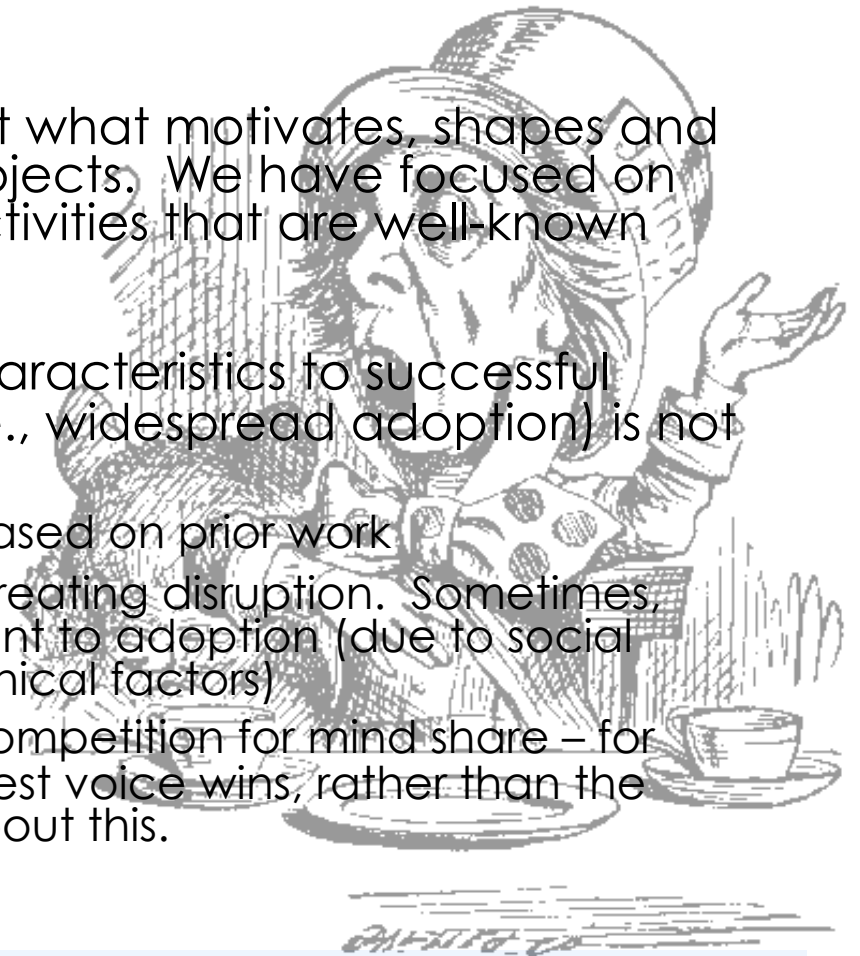 t what motivates, shapes and
ojects. We have focused on
ctivities that are well-known
aracteristics to successful
., widespread adoption) is not
ased on prior work
reating disruption. Sometimes,
nt to adoption (due to social
nical factors)
ompetition for mind share – for
est voice wins, rather than the
out this.